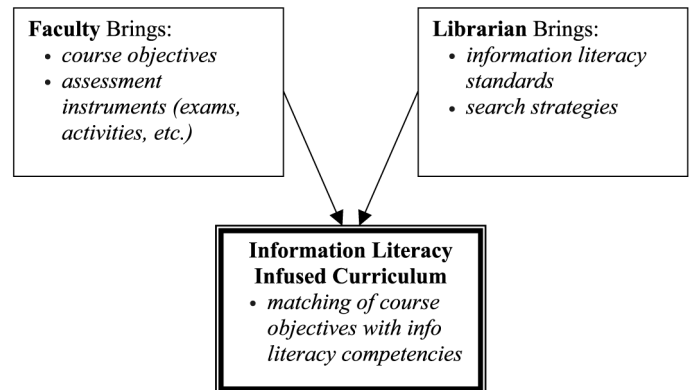 Faculty Brings:
• course objectives
• assessment
instruments (exams,
activities, etc.)
Librarian Brings:
• information literacy
standards
• search strategies
Information Literacy
Infused Curriculum
• matching of course
objectives with info
literacy competencies